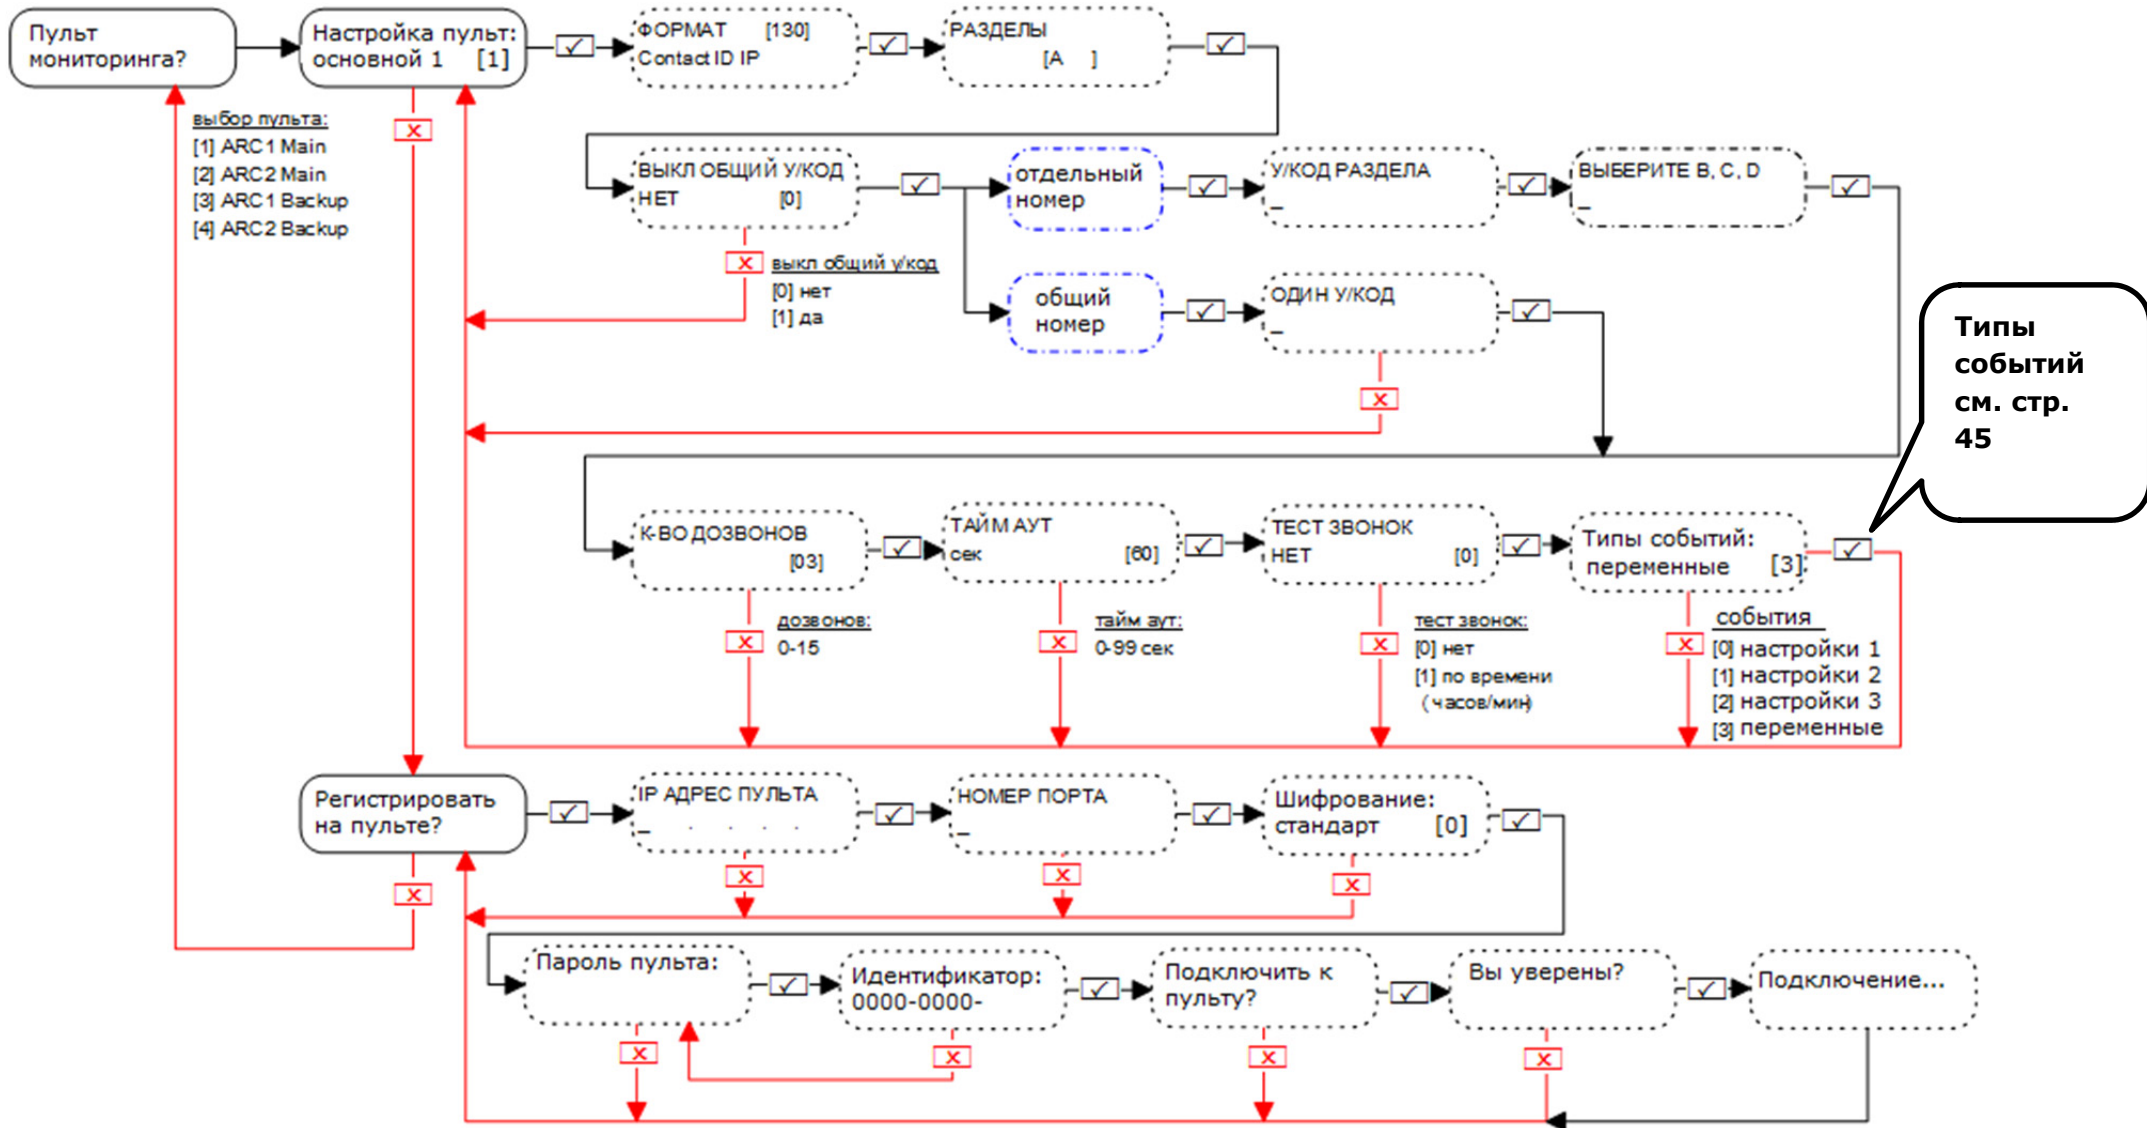 Пульт
мониторинга?
Настройка пульт:
основной 1 [1]
ФОРМАТ [130]
Contact ID IP
РАЗДЕЛЫ
[A ]
выбор пульта:
[1] ARC1 Main
[2] ARC2 Main
[3] ARC1 Backup
[4] ARC2 Backup
ВЫКЛ ОБЩИЙ У/КОД
НЕТ [0]
отдельный
номер
У/КОД РАЗДЕЛА
_
ВЫБЕРИТЕ B, C, D
_
выкл общий у/код
[0] нет
[1] да
общий
номер
ОДИН У/КОД
_
Типы
событий
см. стр.
45
К-ВО ДОЗВОНОВ
[03]
ТАЙМ АУТ
сек [60]
ТЕСТ ЗВОНОК
НЕТ [0]
Типы событий:
переменные [3]
дозвонов:
0-15
тайм аут:
0-99 сек
тест звонок:
[0] нет
[1] по времени
(часов/мин)
события
[0] настройки 1
[1] настройки 2
[2] настройки 3
[3] переменные
Регистрировать
на пульте?
IP АДРЕС ПУЛЬТА
_ . . . .
НОМЕР ПОРТА
_
Шифрование:
стандарт [0]
Пароль пульта:
Идентификатор:
0000-0000-
Подключить к
пульту?
Вы уверены?
Подключение...